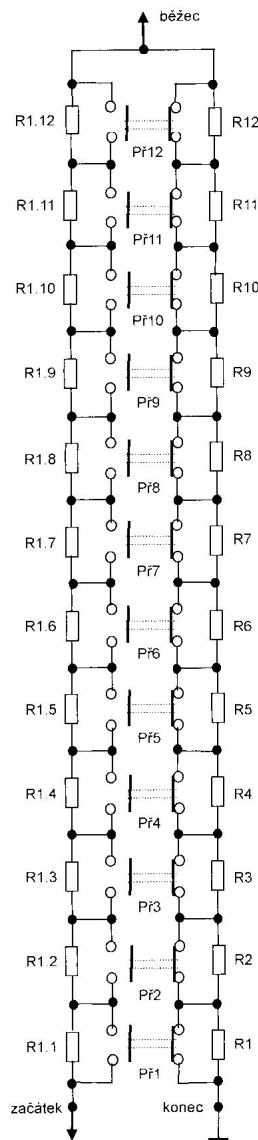 běžec
R1.12 Př12 R12
R1.11 Př11 R11
R1.10 Př10 R10
R1.9 Př9 R9
R1.8 Př8 R8
R1.7 Př7 R7
R1.6 Př6 R6
R1.5 Př5 R5
R1.4 Př4 R4
R1.3 Př3 R3
R1.2 Př2 R2
R1.1 Př1 R1
začátek konec